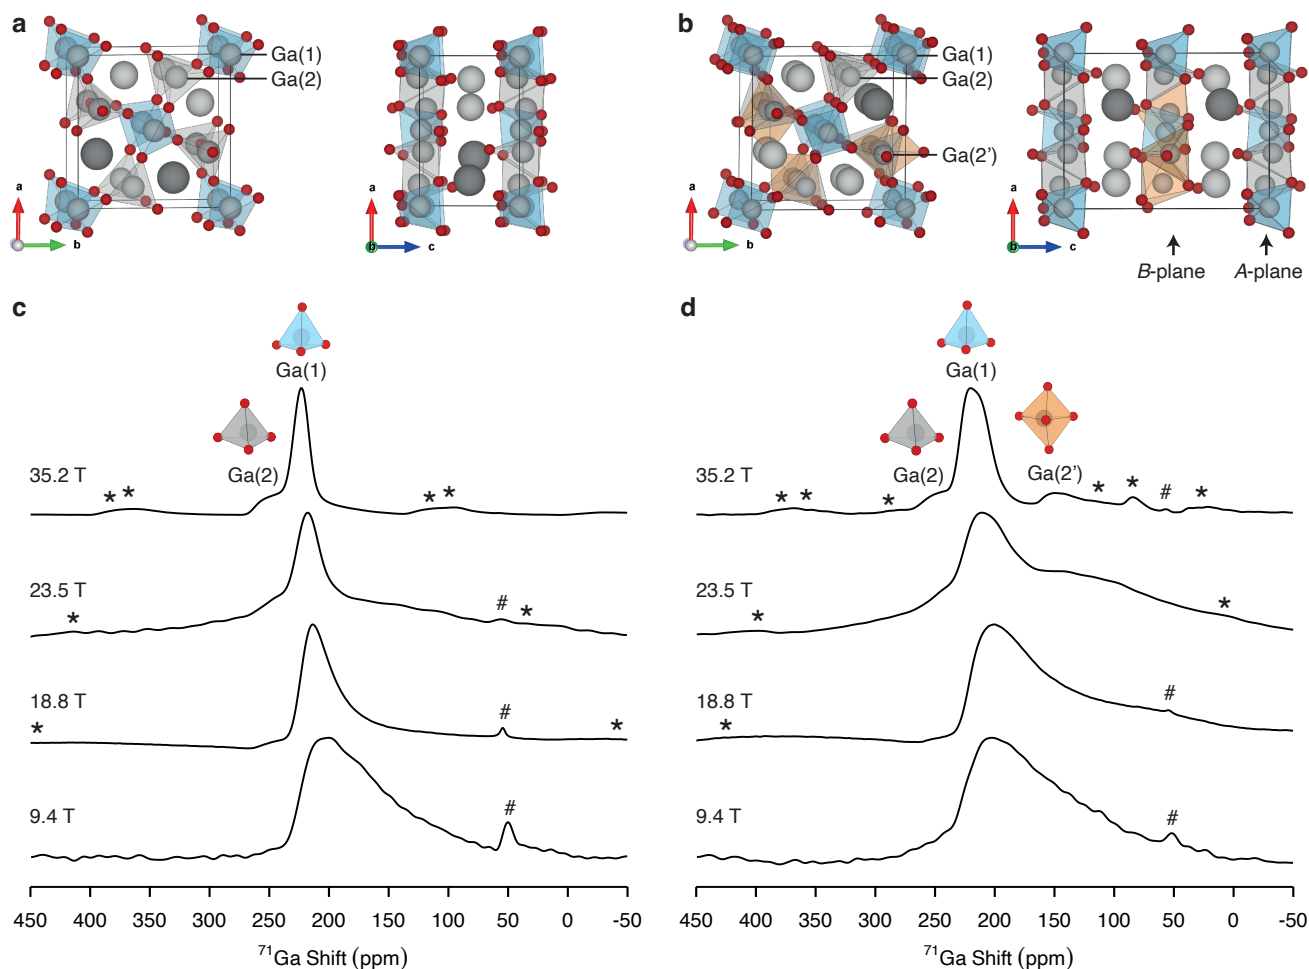 a
Ga(1)
Ga(2)
a
b
a
b
c
b
Ga(1)
Ga(2)
Ga(2')
a
b
a
b
c
B-plane
A-plane
c
Ga(1)
Ga(2)
35.2 T
* *
* *
23.5 T
*
#
*
18.8 T
*
#
*
9.4 T
#
450 400 350 300 250 200 150 100 50 0 -50
71Ga Shift (ppm)
d
Ga(1)
Ga(2)
Ga(2')
35.2 T
* *
*
*
*
#
*
23.5 T
*
*
18.8 T
*
#
9.4 T
#
450 400 350 300 250 200 150 100 50 0 -50
71Ga Shift (ppm)